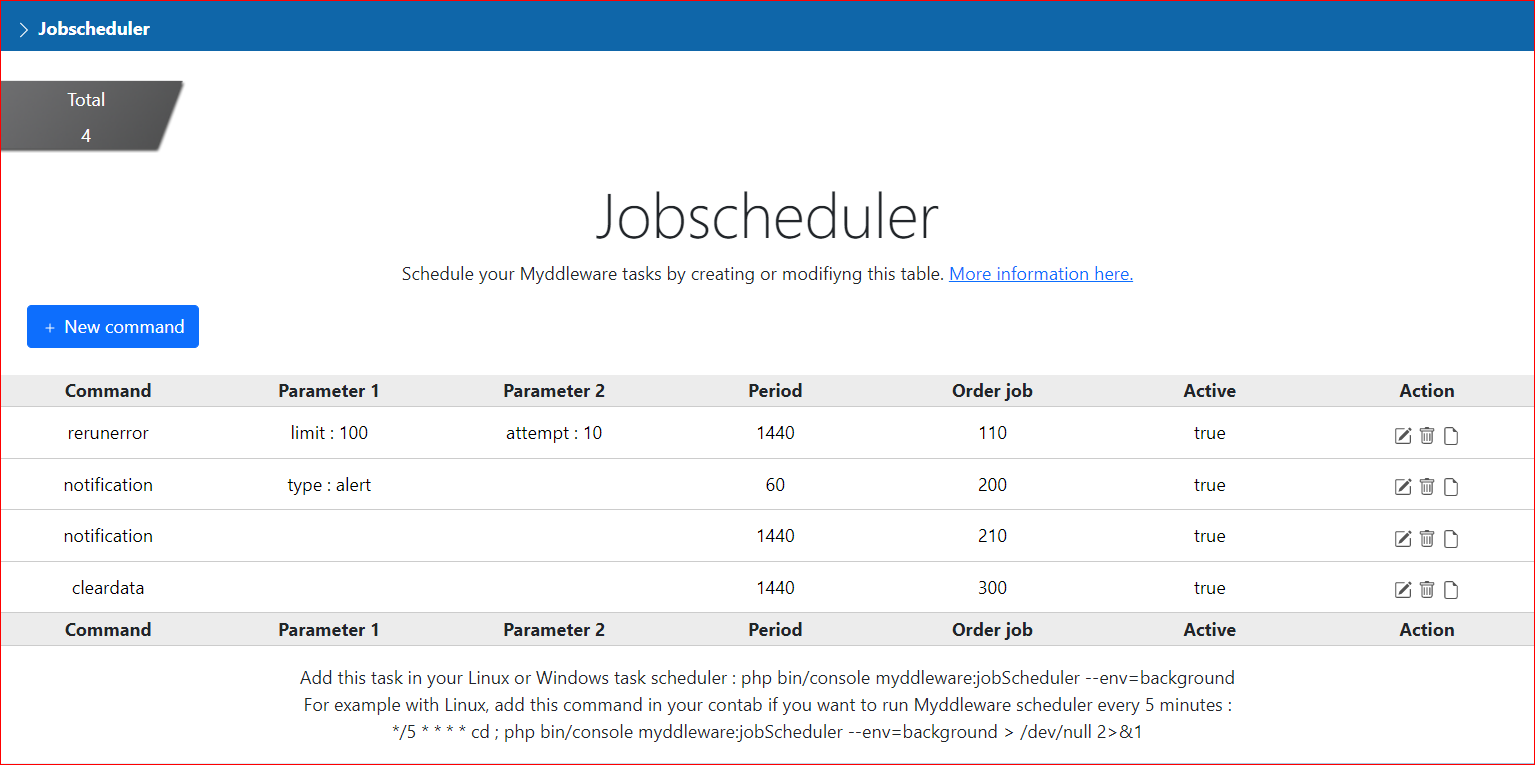 Jobscheduler
Total
4
Jobscheduler
Schedule your Myddleware tasks by creating or modifiyng this table. More information here.
+ New command
Command Parameter 1 Parameter 2 Period Order job Active Action
rerunerror limit : 100 attempt : 10 1440 110 true
notification type : alert 60 200 true
notification 1440 210 true
cleardata 1440 300 true
Command Parameter 1 Parameter 2 Period Order job Active Action
Add this task in your Linux or Windows task scheduler : php bin/console myddleware:jobScheduler --env=background
For example with Linux, add this command in your contab if you want to run Myddleware scheduler every 5 minutes :
*/5 * * * * cd ; php bin/console myddleware:jobScheduler --env=background > /dev/null 2>&1